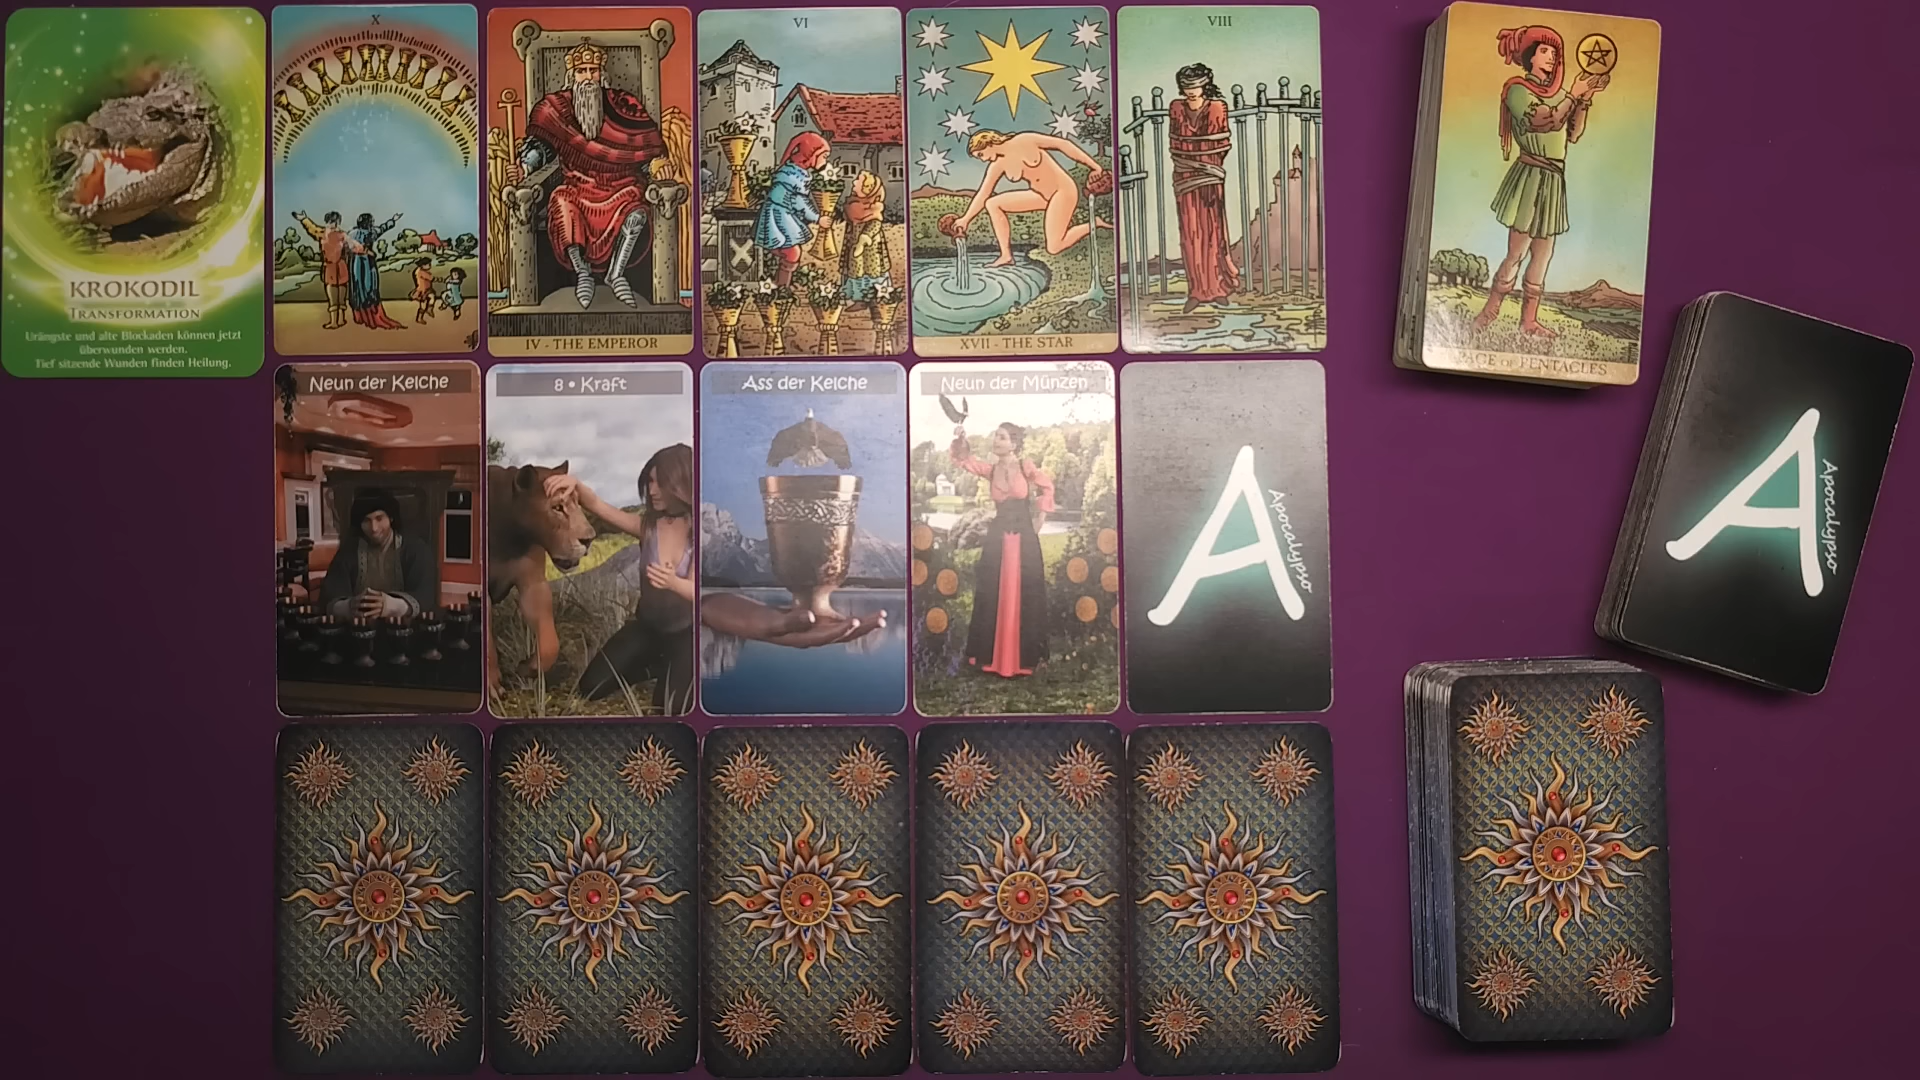 KROKODIL
TRANSFORMATION
Urängste und alte Blockaden können jetzt
überwunden werden.
Tief sitzende Wunden finden Heilung.
X
IV - THE EMPEROR
VI
XVII - THE STAR
VIII
OF PENTACLES
Neun der Kelche
8 • Kraft
Ass der Kelche
Neun der Münzen
A
Apocalypso
A
Apocalypso